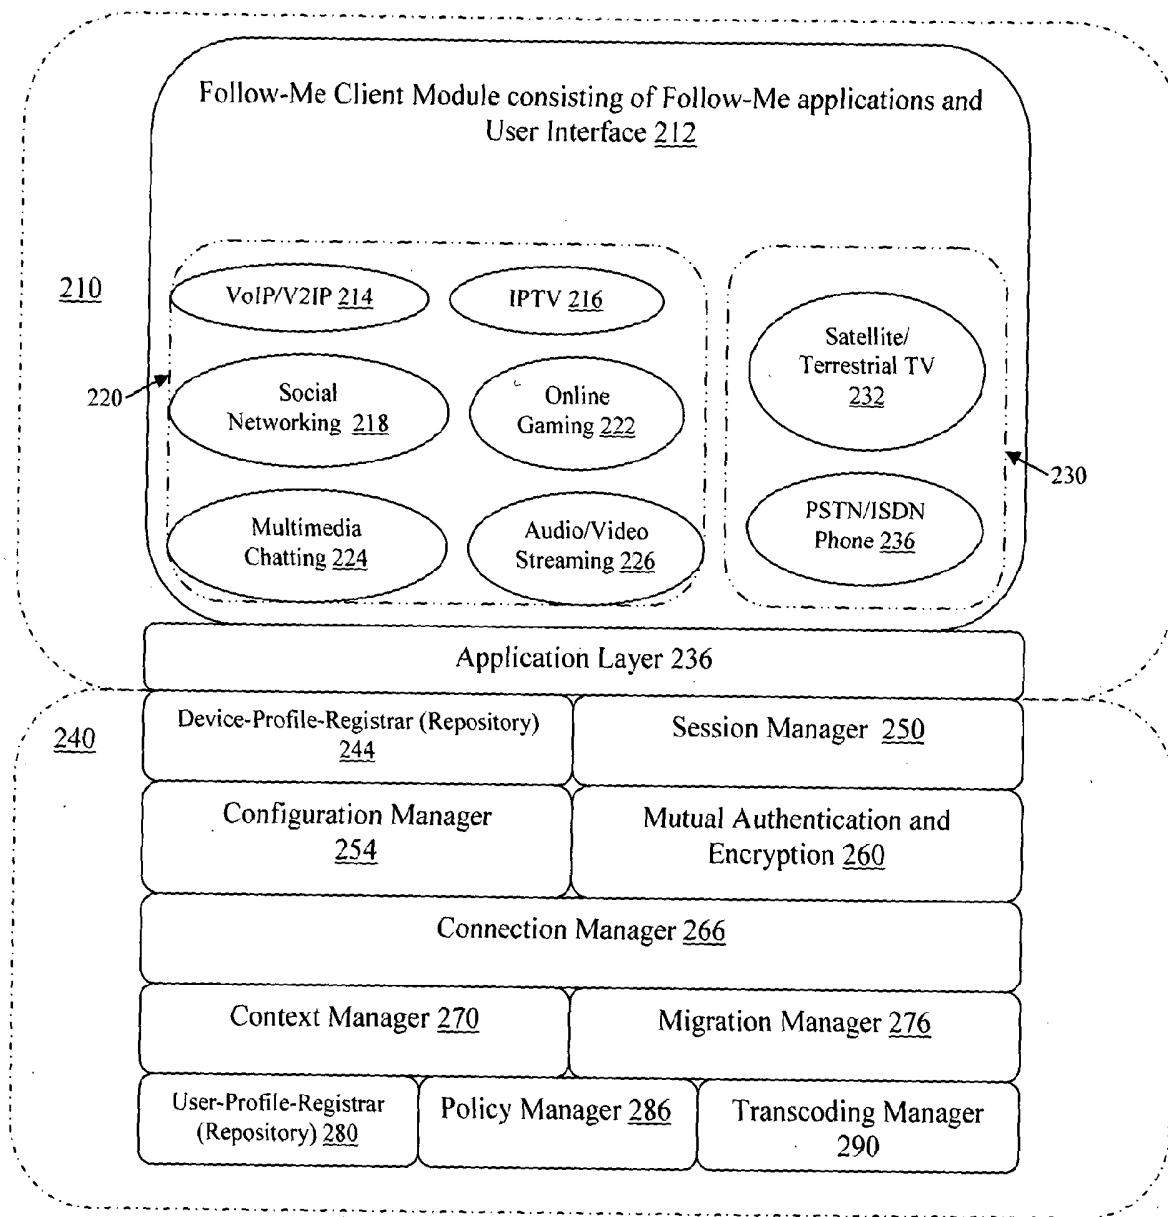 Follow-Me Client Module consisting of Follow-Me applications and
User Interface 212
210
VoIP/V2IP 214
IPTV 216
Satellite/
Terrestrial TV
232
220
Social
Networking 218
Online
Gaming 222
230
Multimedia
Chatting 224
Audio/Video
Streaming 226
PSTN/ISDN
Phone 236
Application Layer 236
240
Device-Profile-Registrar (Repository)
244
Session Manager 250
Configuration Manager
254
Mutual Authentication and
Encryption 260
Connection Manager 266
Context Manager 270
Migration Manager 276
User-Profile-Registrar
(Repository) 280
Policy Manager 286
Transcoding Manager
290